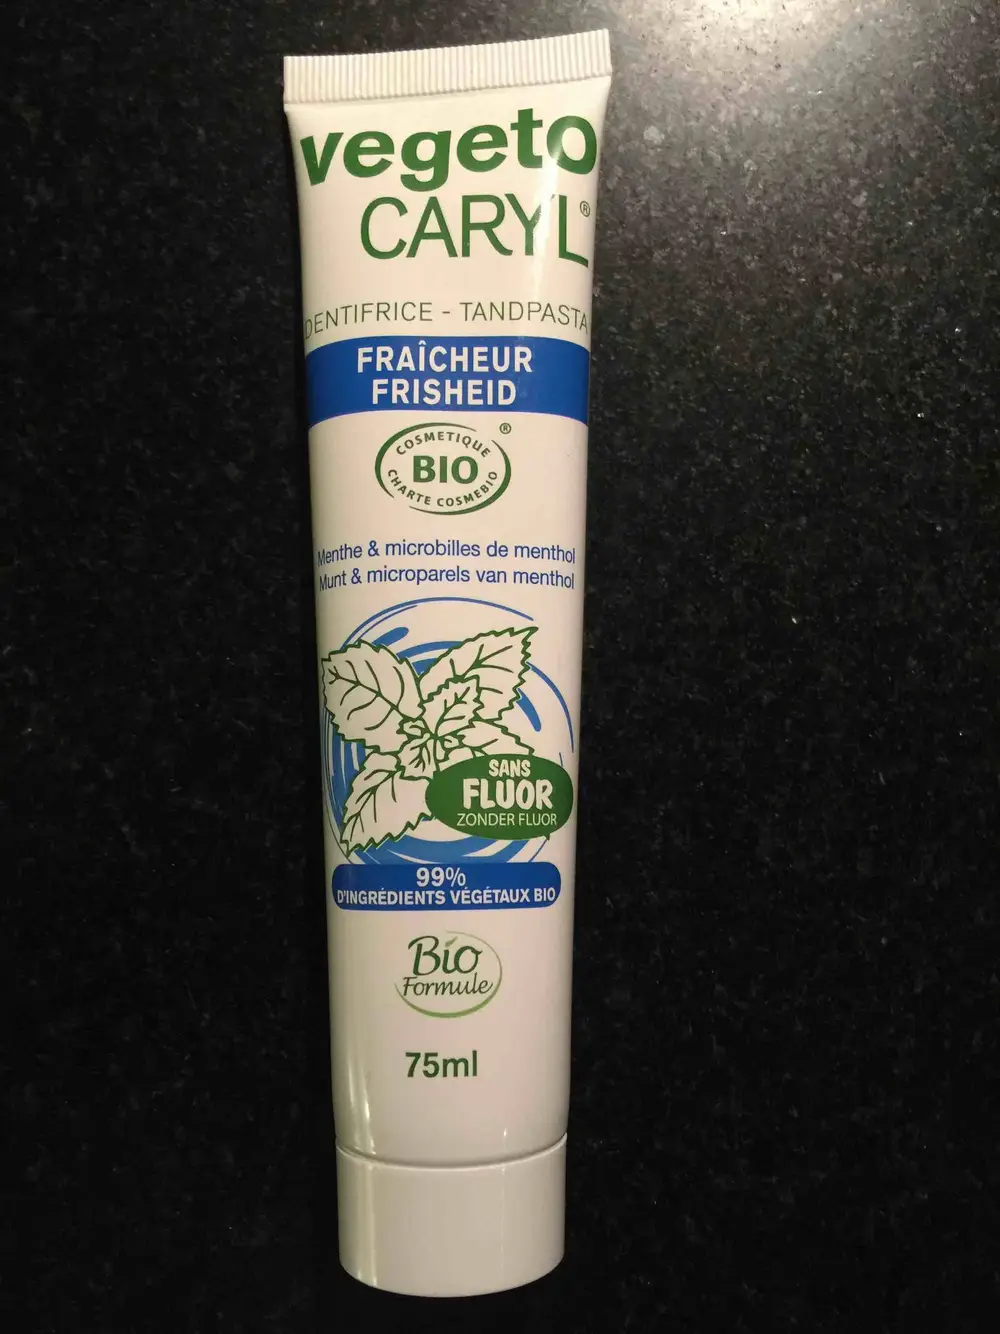 vegeto
CARYL®
DENTIFRICE - TANDPASTA
FRAÎCHEUR
FRISHEID
COSMETIQUE ®
BIO
CHARTE COSMEBIO
Menthe & microbilles de menthol
Munt & microparels van menthol
SANS
FLUOR
ZONDER FLUOR
99%
D'INGRÉDIENTS VÉGÉTAUX BIO
Bio
Formule
75ml